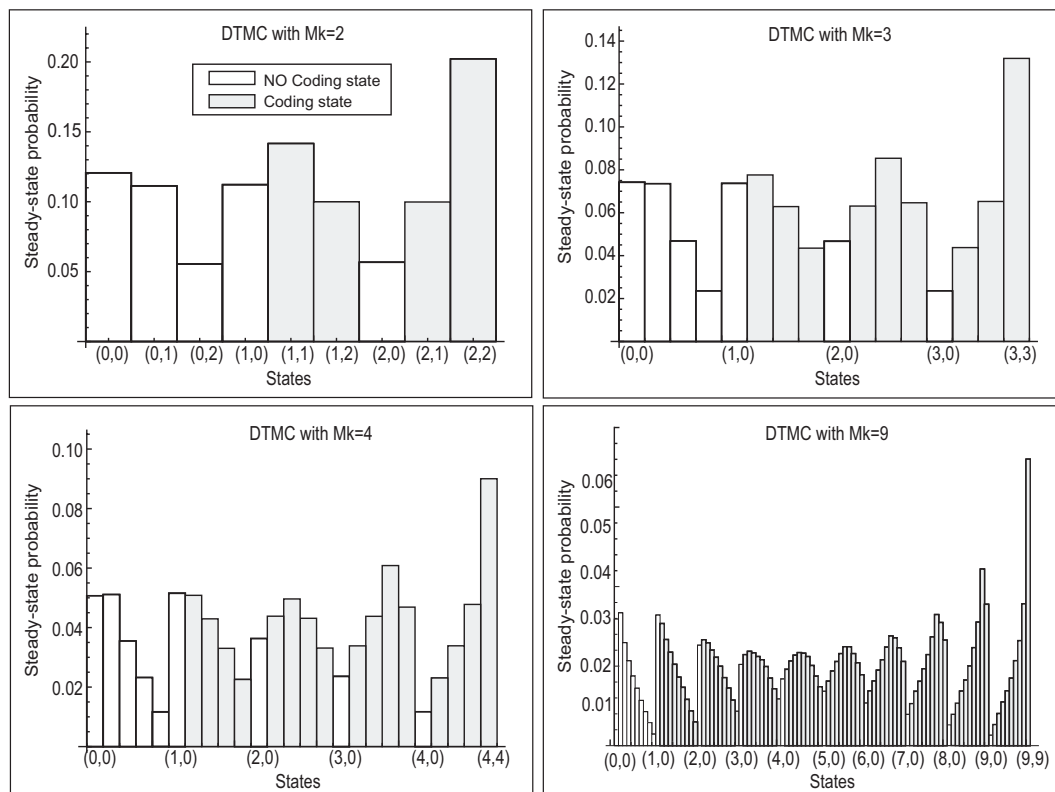 DTMC with Mk=2
Steady-state probability
0.20
0.15
0.10
0.05
NO Coding state
Coding state
(0,0) (0,1) (0,2) (1,0) (1,1) (1,2) (2,0) (2,1) (2,2)
States
DTMC with Mk=3
Steady-state probability
0.14
0.12
0.10
0.08
0.06
0.04
0.02
(0,0) (1,0) (2,0) (3,0) (3,3)
States
DTMC with Mk=4
Steady-state probability
0.10
0.08
0.06
0.04
0.02
(0,0) (1,0) (2,0) (3,0) (4,0) (4,4)
States
DTMC with Mk=9
Steady-state probability
0.06
0.05
0.04
0.03
0.02
0.01
(0,0) (1,0) (2,0) (3,0) (4,0) (5,0) (6,0) (7,0) (8,0) (9,0) (9,9)
States